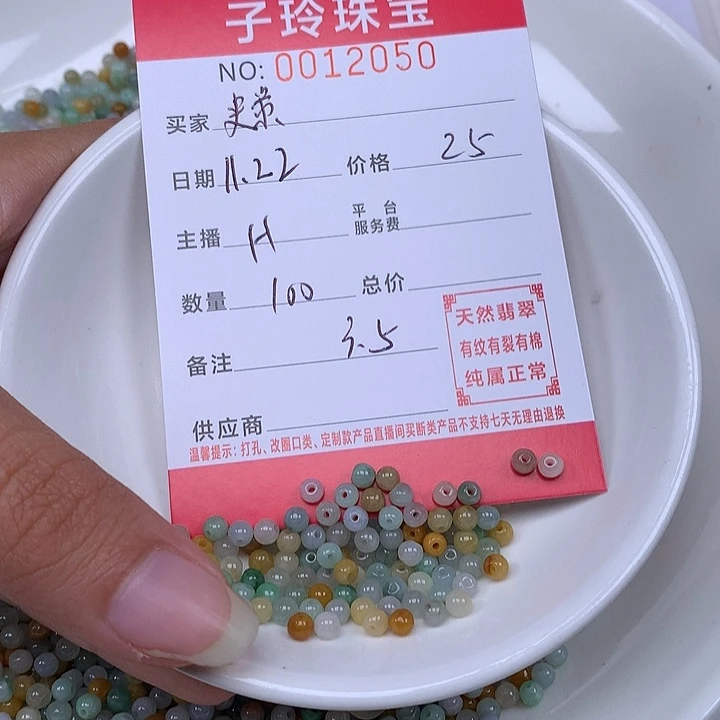 子玲珠宝
NO: 0012050
买家
日期 11.22 价格 25
主播 H 平台服务费
数量 100 总价
备注 3.5
供应商
天然翡翠
有纹有裂有棉
纯属正常
温馨提示：打孔、改圈口类、定制款产品直播间买断类产品不支持七天无理由退换